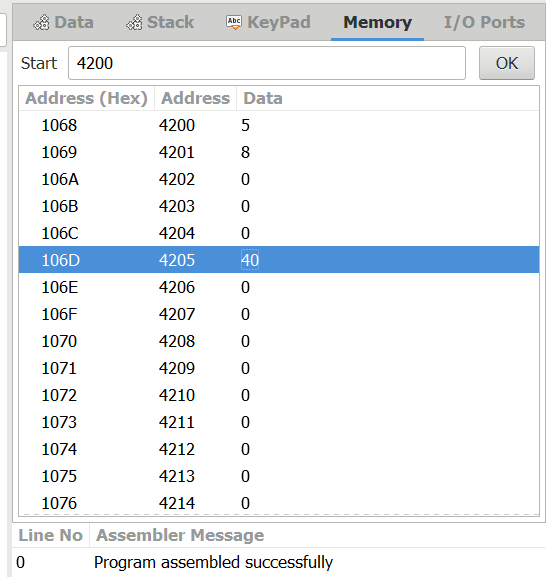 Data Stack KeyPad Memory I/O Ports
Start 4200 OK
Address (Hex) Address Data
1068 4200 5
1069 4201 8
106A 4202 0
106B 4203 0
106C 4204 0
106D 4205 40
106E 4206 0
106F 4207 0
1070 4208 0
1071 4209 0
1072 4210 0
1073 4211 0
1074 4212 0
1075 4213 0
1076 4214 0
Line No Assembler Message
0 Program assembled successfully